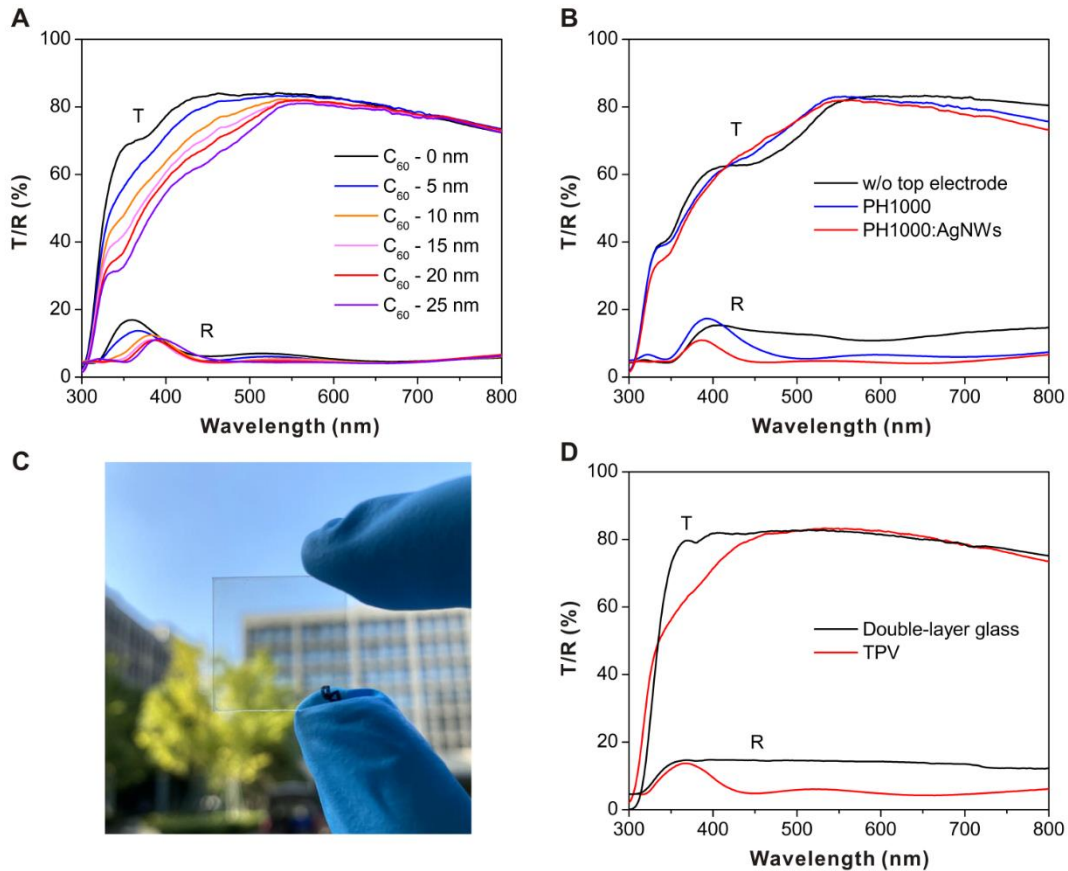 A
100
80
60
40
20
0
T/R (%)
T
R
C₆₀ - 0 nm
C₆₀ - 5 nm
C₆₀ - 10 nm
C₆₀ - 15 nm
C₆₀ - 20 nm
C₆₀ - 25 nm
300 400 500 600 700 800
Wavelength (nm)
B
100
80
60
40
20
0
T/R (%)
T
R
w/o top electrode
PH1000
PH1000:AgNWs
300 400 500 600 700 800
Wavelength (nm)
C
D
100
80
60
40
20
0
T/R (%)
T
R
Double-layer glass
TPV
300 400 500 600 700 800
Wavelength (nm)